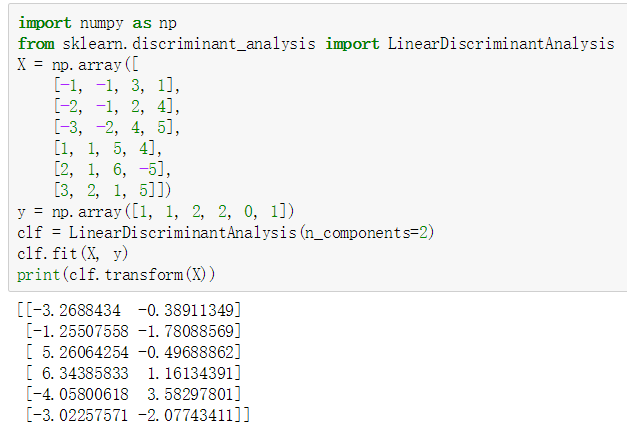 import numpy as np
from sklearn.discriminant_analysis import LinearDiscriminantAnalysis
X = np.array([
    [-1, -1, 3, 1],
    [-2, -1, 2, 4],
    [-3, -2, 4, 5],
    [1, 1, 5, 4],
    [2, 1, 6, -5],
    [3, 2, 1, 5]])
y = np.array([1, 1, 2, 2, 0, 1])
clf = LinearDiscriminantAnalysis(n_components=2)
clf.fit(X, y)
print(clf.transform(X))
[[-3.2688434  -0.38911349]
 [-1.25507558 -1.78088569]
 [ 5.26064254 -0.49688862]
 [ 6.34385833  1.16134391]
 [-4.05800618  3.58297801]
 [-3.02257571 -2.07743411]]